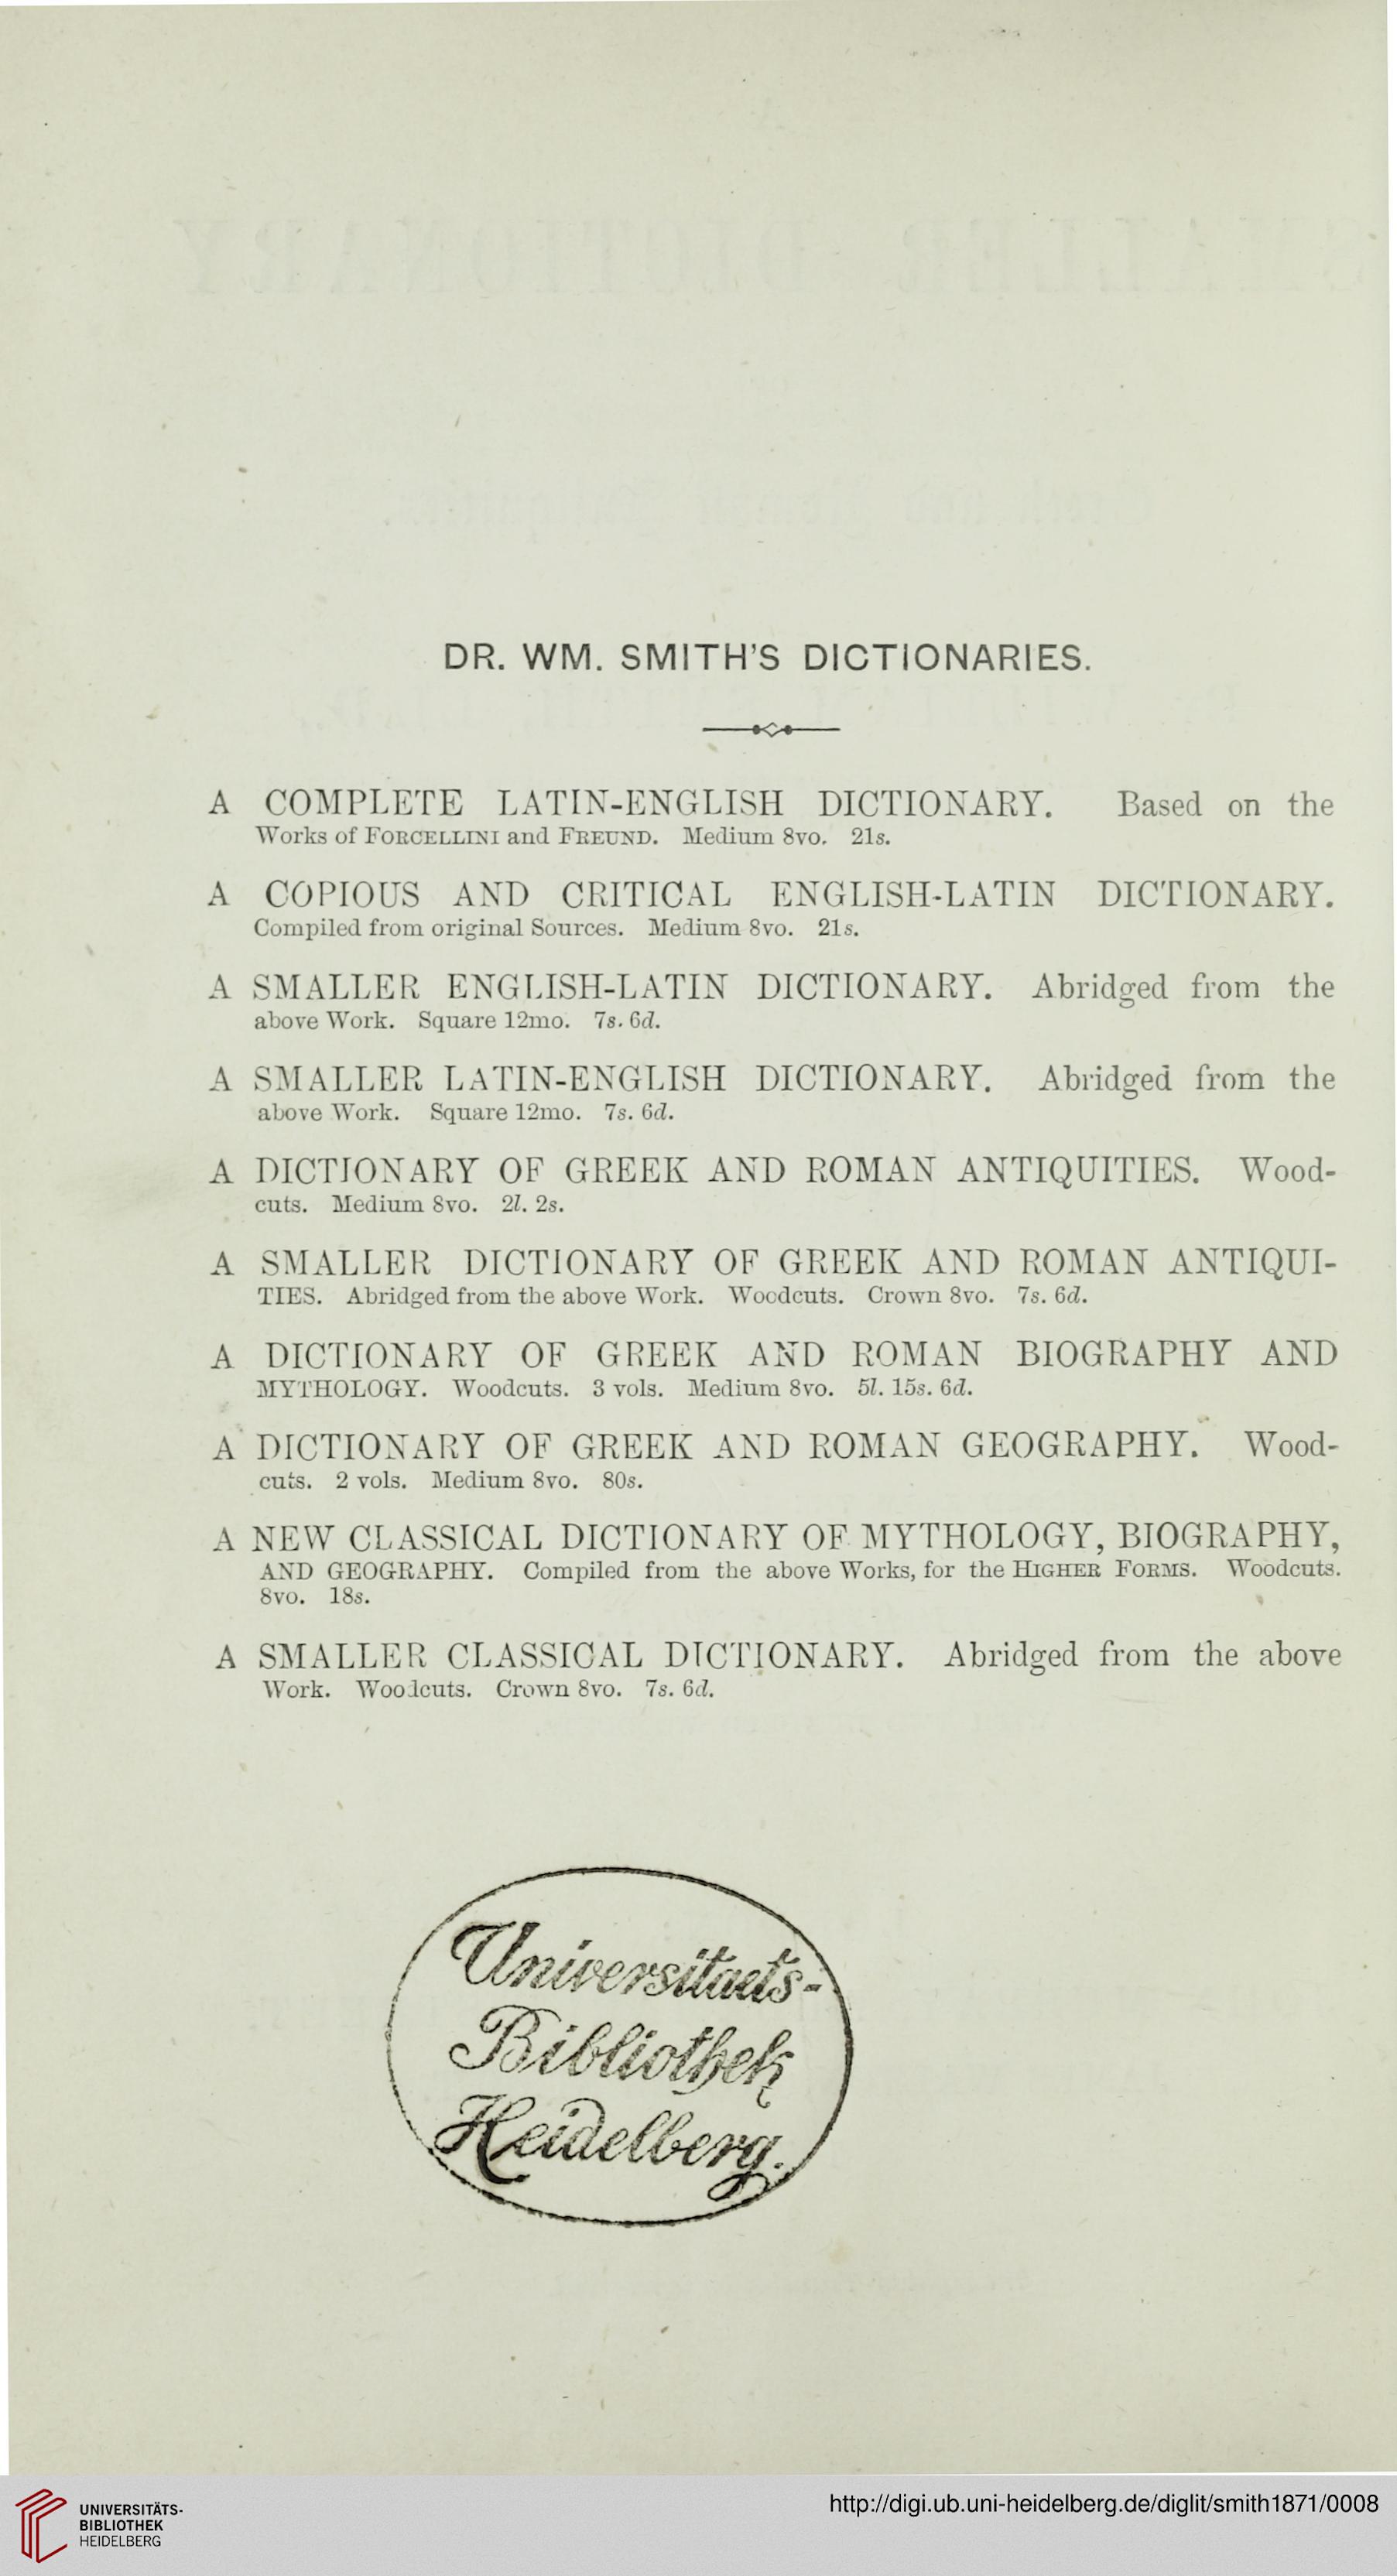 DR. WM. SMITH'S DICTIONARIES.
A COMPLETE LATIN-ENGLISH DICTIONARY. Based on the
Works of FORCELLINI and FREUND. Medium 8vo. 21s.
A COPIOUS AND CRITICAL ENGLISH-LATIN DICTIONARY.
Compiled from original Sources. Medium 8vo. 21s.
A SMALLER ENGLISH-LATIN DICTIONARY. Abridged from the
above Work. Square 12mo. 7s. 6d.
A SMALLER LATIN-ENGLISH DICTIONARY. Abridged from the
above Work. Square 12mo. 7s. 6d.
A DICTIONARY OF GREEK AND ROMAN ANTIQUITIES. Wood-
cuts. Medium 8vo. 2l. 2s.
A SMALLER DICTIONARY OF GREEK AND ROMAN ANTIQUI-
TIES. Abridged from the above Work. Woodcuts. Crown 8vo. 7s. 6d.
A DICTIONARY OF GREEK AND ROMAN BIOGRAPHY AND
MYTHOLOGY. Woodcuts. 3 vols. Medium 8vo. 5l. 15s. 6d.
A DICTIONARY OF GREEK AND ROMAN GEOGRAPHY. Wood-
cuts. 2 vols. Medium 8vo. 80s.
A NEW CLASSICAL DICTIONARY OF MYTHOLOGY, BIOGRAPHY,
AND GEOGRAPHY. Compiled from the above Works, for the HIGHER FORMS. Woodcuts.
8vo. 18s.
A SMALLER CLASSICAL DICTIONARY. Abridged from the above
Work. Woodcuts. Crown 8vo. 7s. 6d.
Universitaets-
Bibliothek
Heidelberg.
UNIVERSITÄTS-
BIBLIOTHEK
HEIDELBERG
http://digi.ub.uni-heidelberg.de/diglit/smith1871/0008